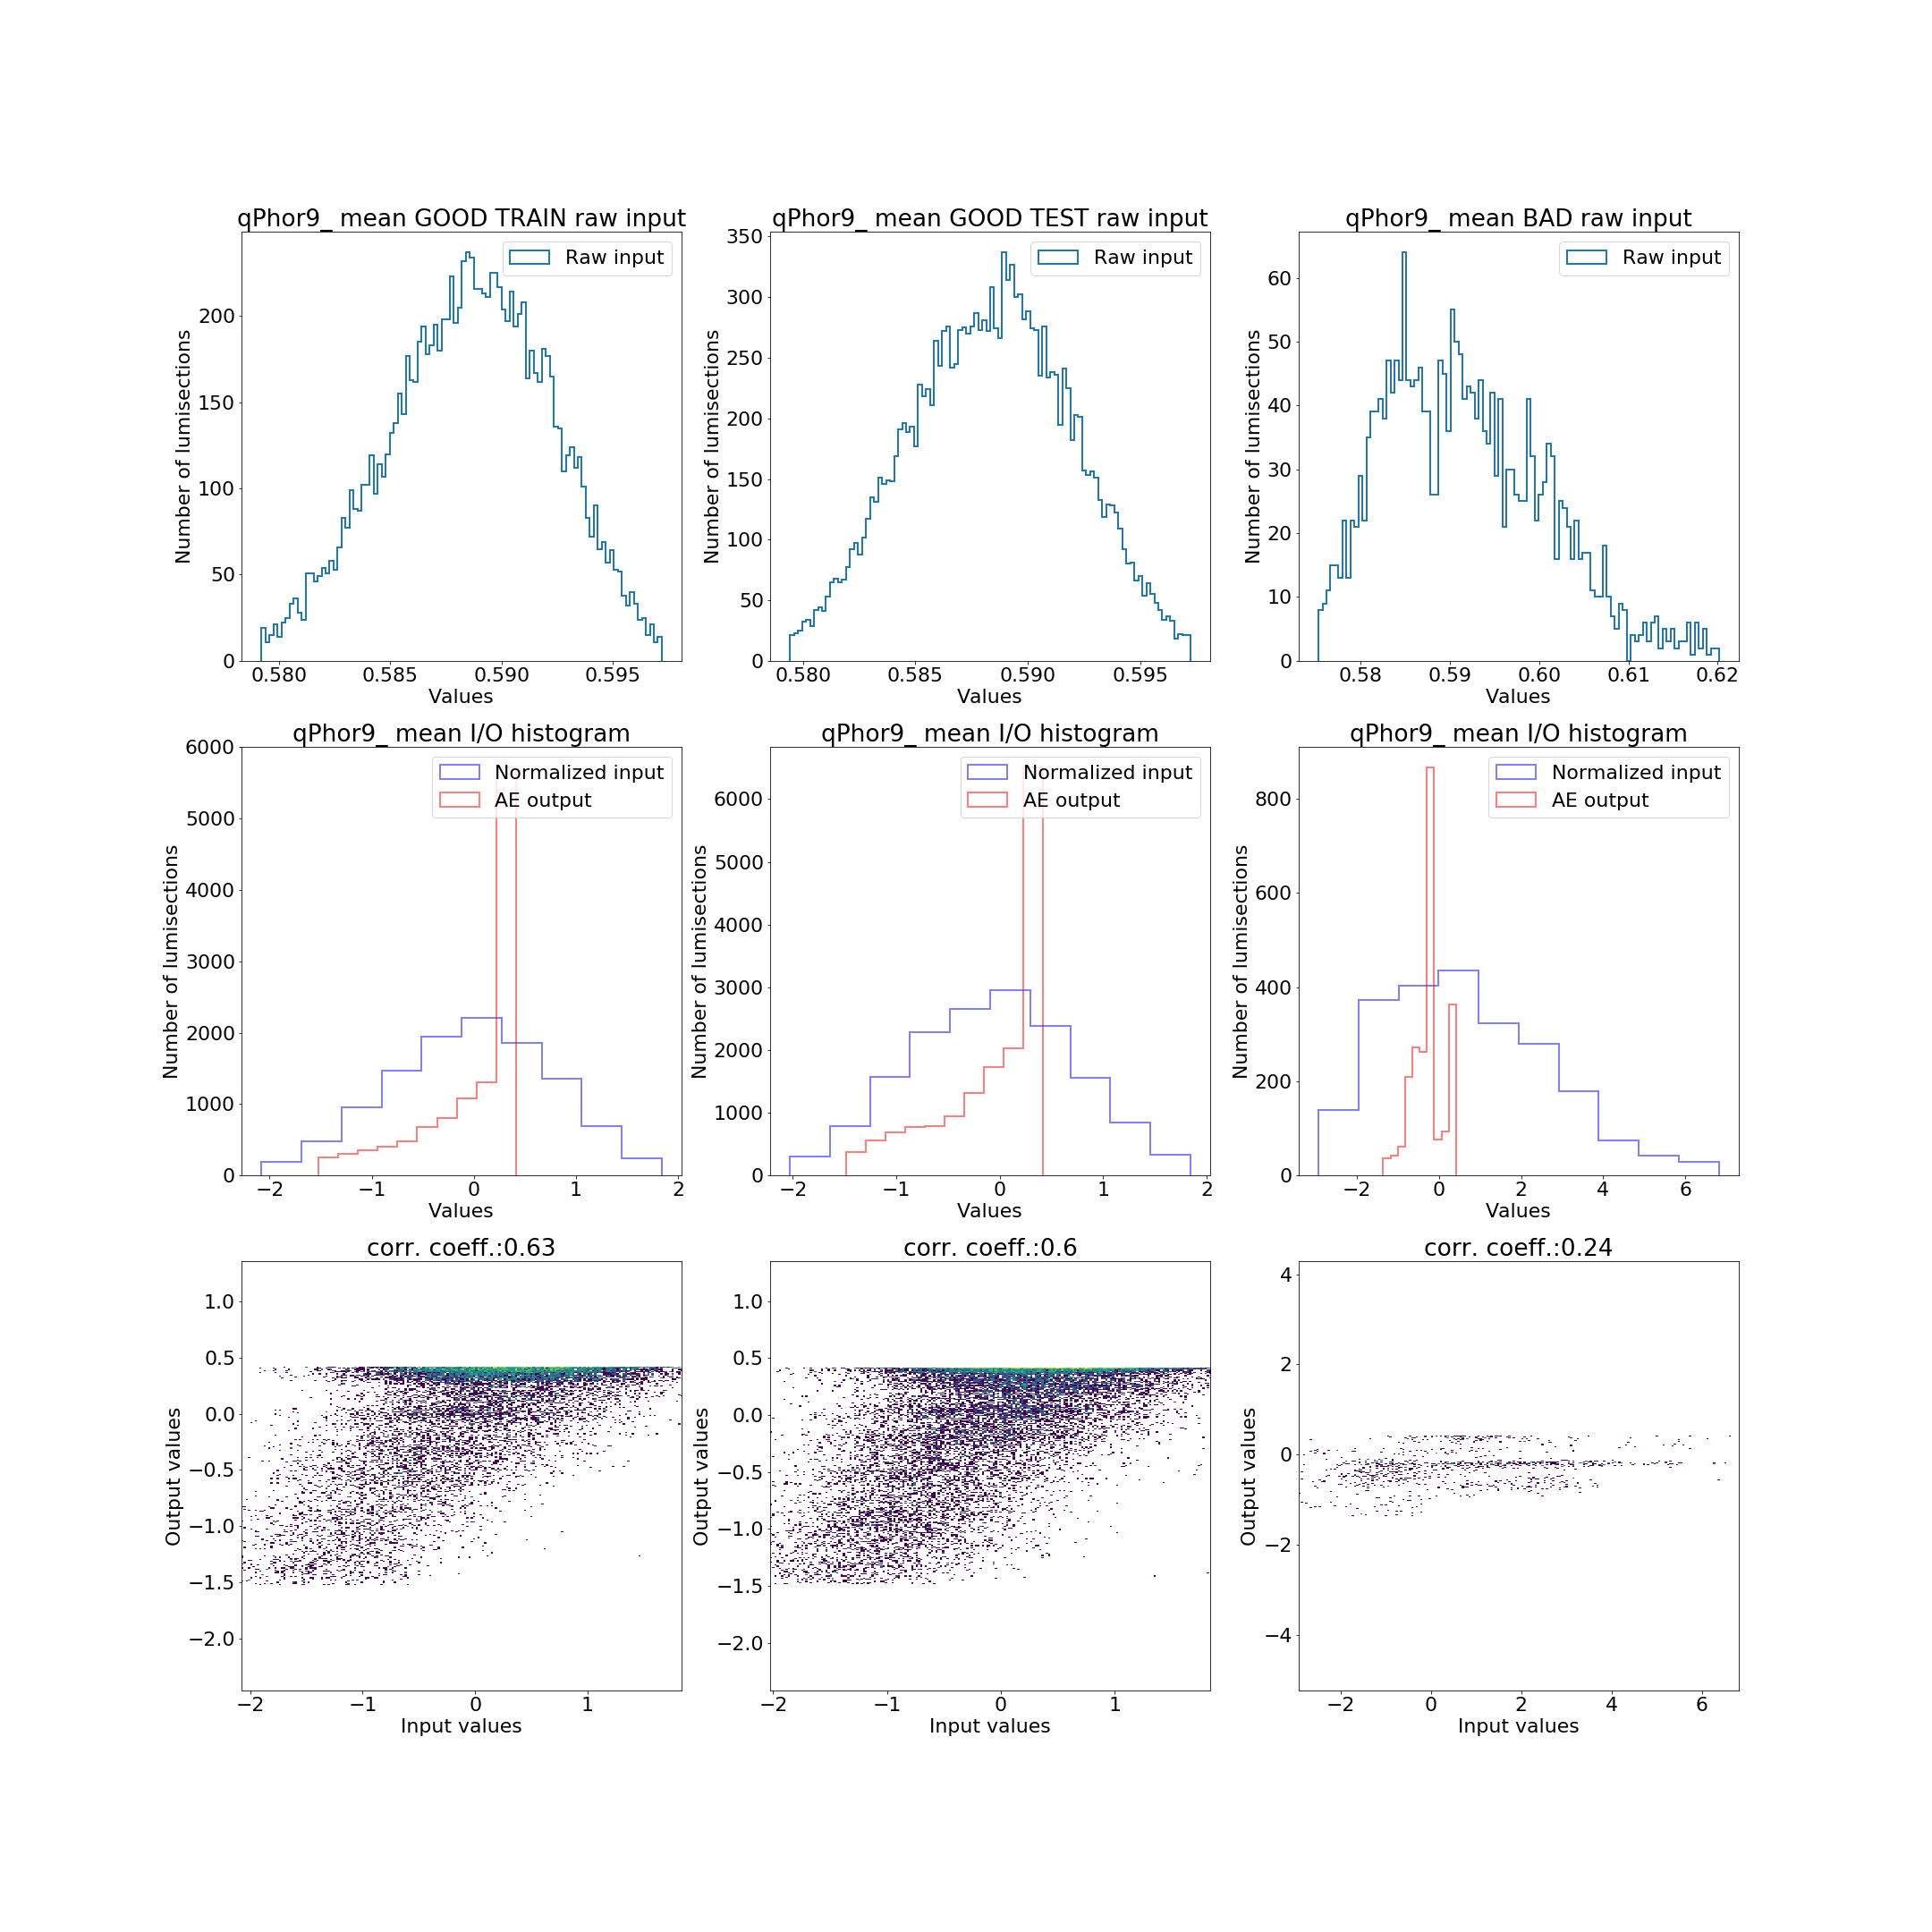 qPhor9_ mean GOOD TRAIN raw input
Raw input
Number of lumisections
0
50
100
150
200
0.580
0.585
0.590
0.595
Values
qPhor9_ mean GOOD TEST raw input
Raw input
Number of lumisections
0
50
100
150
200
250
300
350
0.580
0.585
0.590
0.595
Values
qPhor9_ mean BAD raw input
Raw input
Number of lumisections
0
10
20
30
40
50
60
0.58
0.59
0.60
0.61
0.62
Values
qPhor9_ mean I/O histogram
Normalized input
AE output
Number of lumisections
0
1000
2000
3000
4000
5000
6000
−2
−1
0
1
2
Values
qPhor9_ mean I/O histogram
Normalized input
AE output
Number of lumisections
0
1000
2000
3000
4000
5000
6000
−2
−1
0
1
2
Values
qPhor9_ mean I/O histogram
Normalized input
AE output
Number of lumisections
0
200
400
600
800
−2
0
2
4
6
Values
corr. coeff.:0.63
Output values
1.0
0.5
0.0
−0.5
−1.0
−1.5
−2.0
−2
−1
0
1
Input values
corr. coeff.:0.6
Output values
1.0
0.5
0.0
−0.5
−1.0
−1.5
−2.0
−2
−1
0
1
Input values
corr. coeff.:0.24
Output values
4
2
0
−2
−4
−2
0
2
4
6
Input values